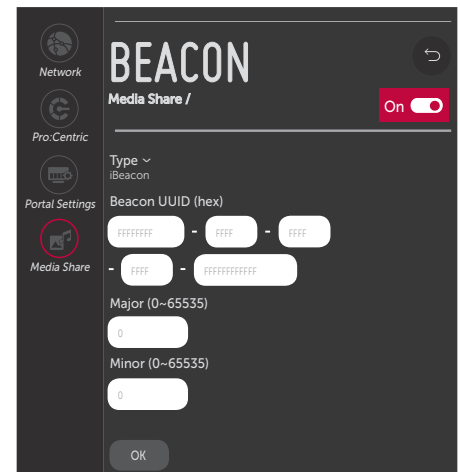 Network
Pro:Centric
Portal Settings
Media Share
BEACON
Media Share /
On
Type
iBeacon
Beacon UUID (hex)
FFFFFFFF - FFFF - FFFF
- FFFF - FFFFFFFFFFFF
Major (0~65535)
0
Minor (0~65535)
0
OK